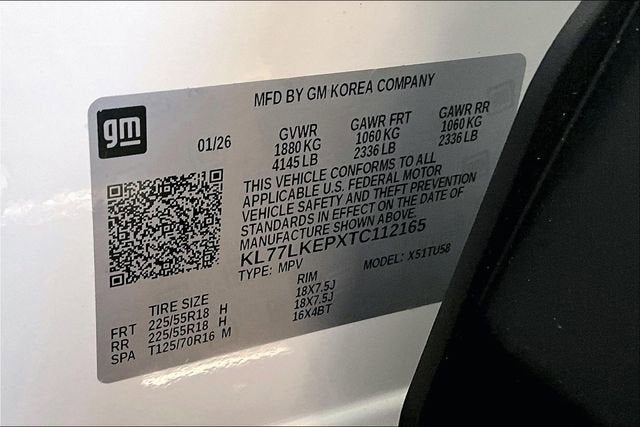 MFD BY GM KOREA COMPANY
gm
01/26
GVWR GAWR FRT GAWR RR
1880 KG 1060 KG 1060 KG
4145 LB 2336 LB 2336 LB
THIS VEHICLE CONFORMS TO ALL
APPLICABLE U.S. FEDERAL MOTOR
VEHICLE SAFETY AND THEFT PREVENTION
STANDARDS IN EFFECT ON THE DATE OF
MANUFACTURE SHOWN ABOVE.
KL77LKEPXTC112165
TYPE: MPV MODEL: X51TU58
TIRE SIZE RIM
FRT 225/55R18 H 18X7.5J
RR 225/55R18 H 18X7.5J
SPA T125/70R16 M 16X4BT